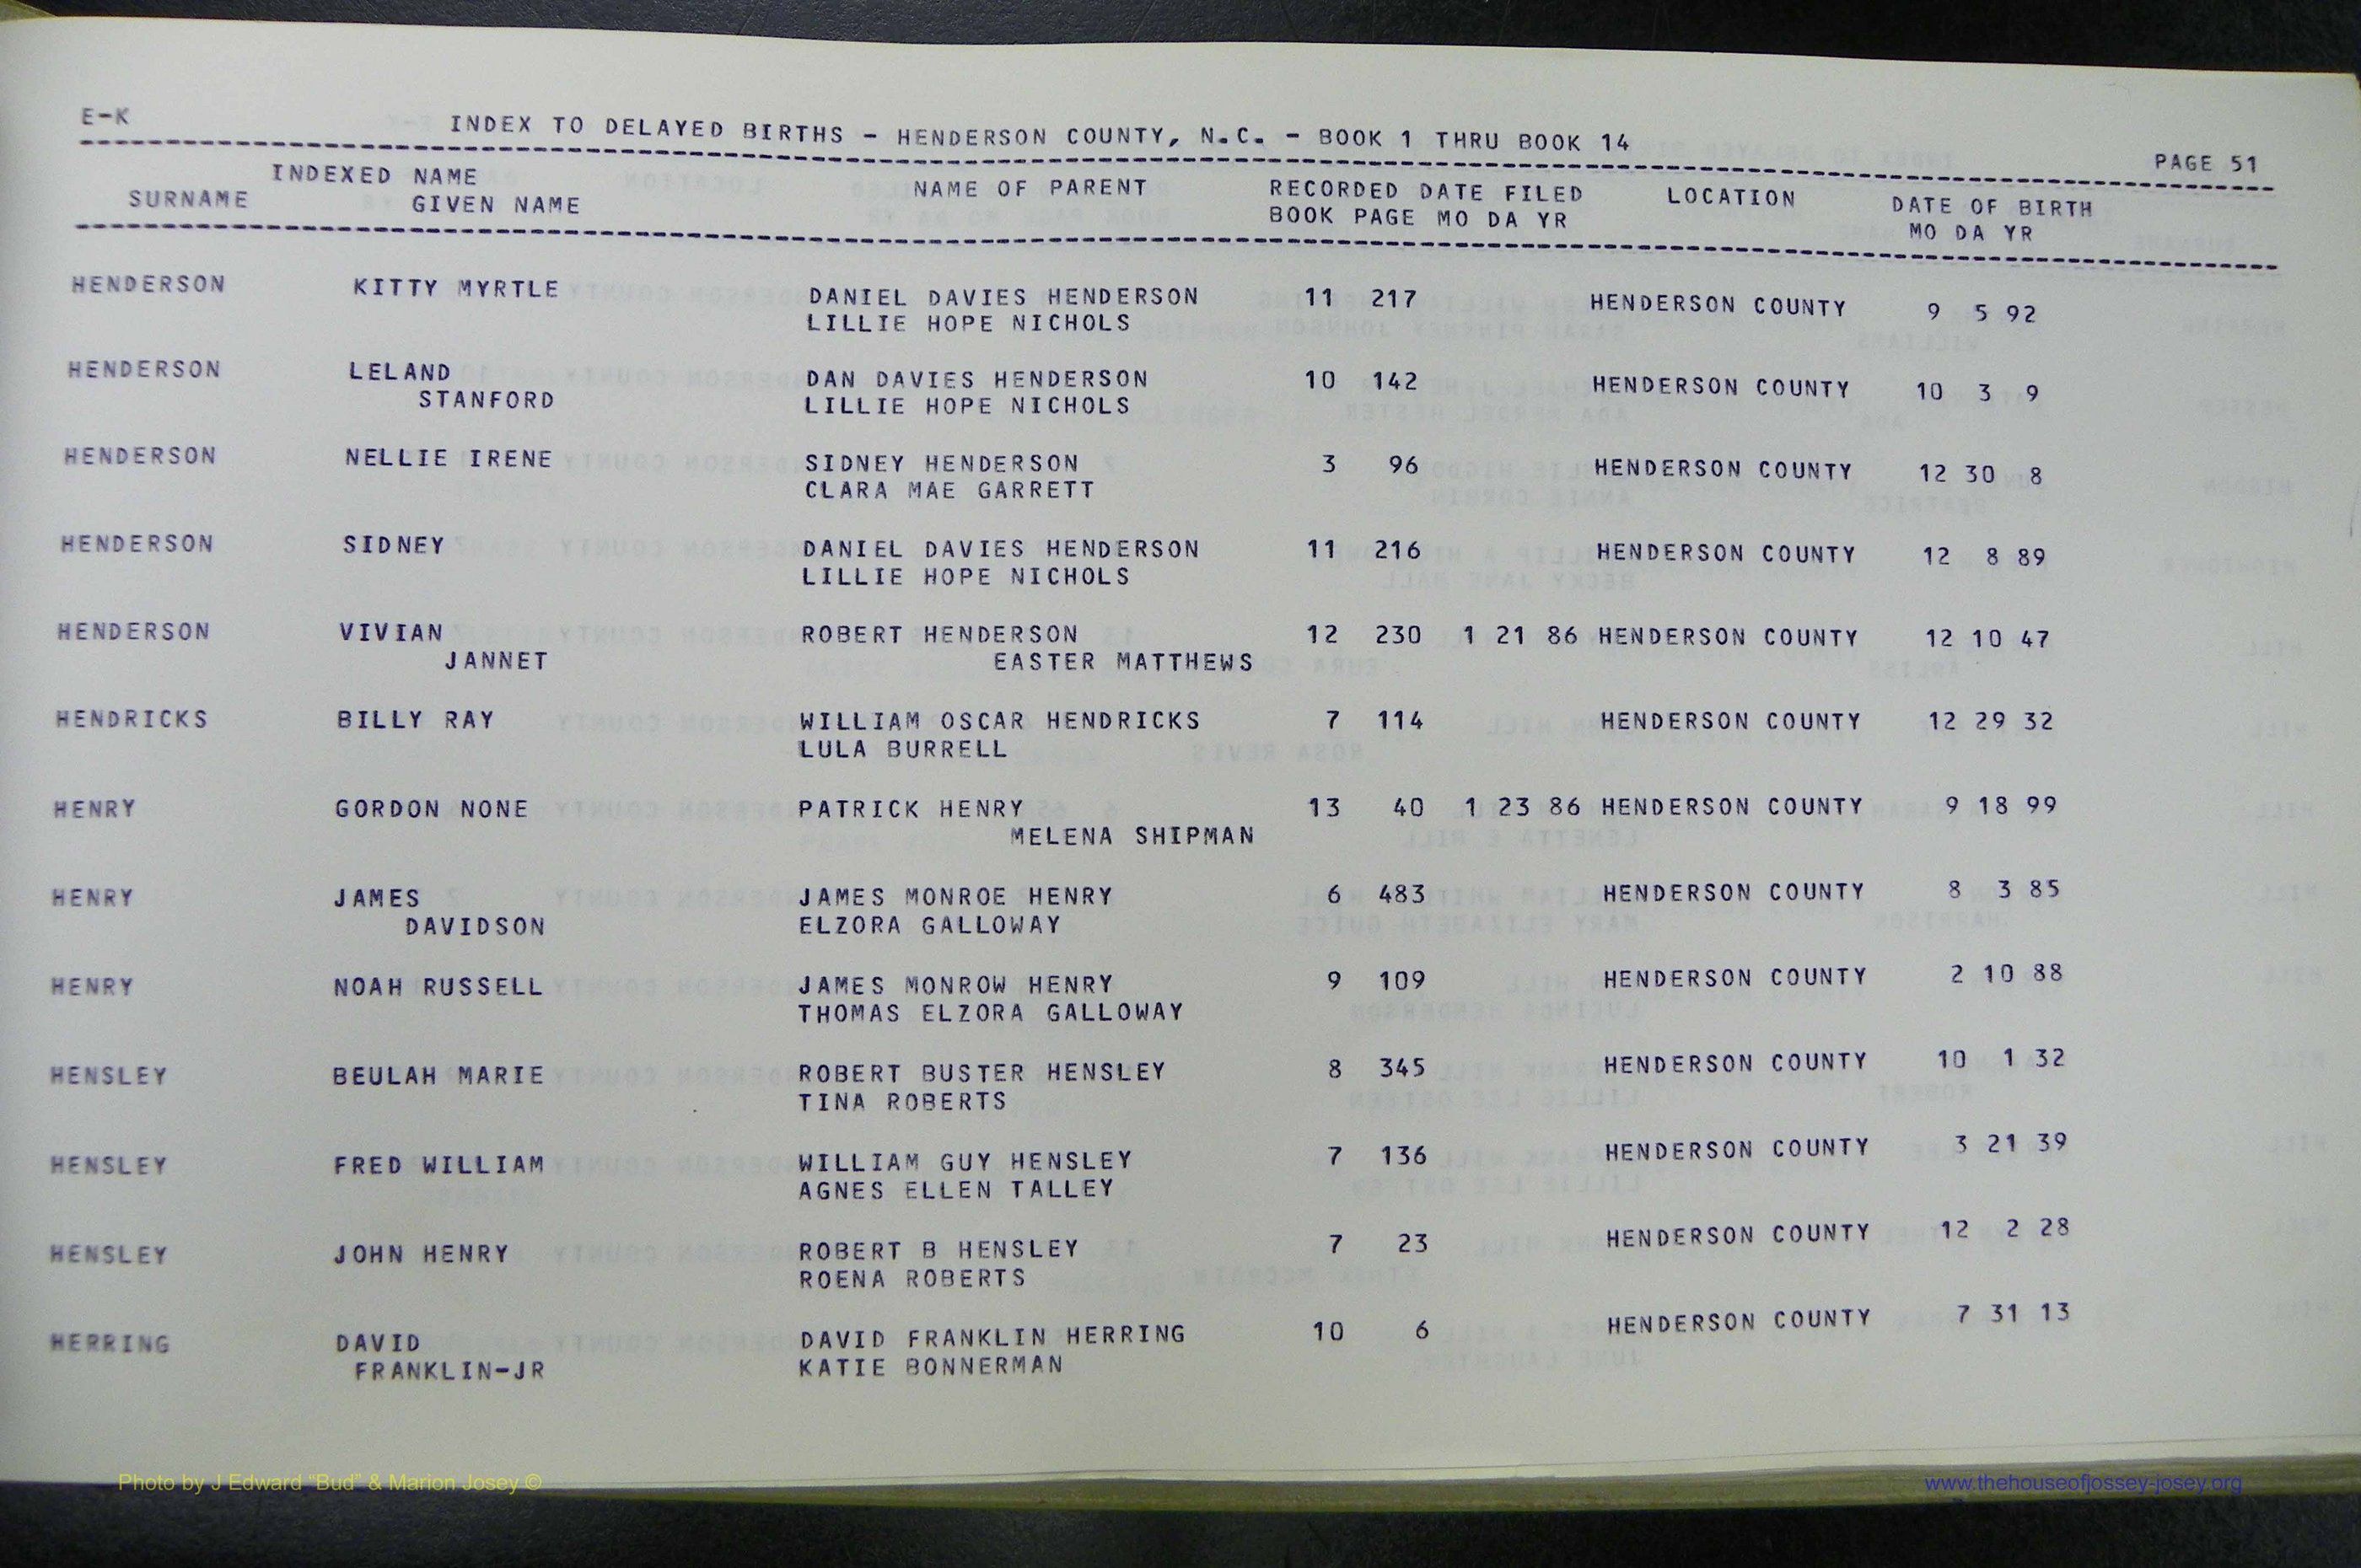 E-K
INDEX TO DELAYED BIRTHS - HENDERSON COUNTY, N.C. - BOOK 1 THRU BOOK 14
PAGE 51
INDEXED NAME
SURNAME GIVEN NAME
NAME OF PARENT
RECORDED DATE FILED
BOOK PAGE MO DA YR
LOCATION
DATE OF BIRTH
MO DA YR
HENDERSON KITTY MYRTLE DANIEL DAVIES HENDERSON 11 217 HENDERSON COUNTY 9 5 92
LILLIE HOPE NICHOLS
HENDERSON LELAND DAN DAVIES HENDERSON 10 142 HENDERSON COUNTY 10 3 9
STANFORD LILLIE HOPE NICHOLS
HENDERSON NELLIE IRENE SIDNEY HENDERSON 3 96 HENDERSON COUNTY 12 30 8
CLARA MAE GARRETT
HENDERSON SIDNEY DANIEL DAVIES HENDERSON 11 216 HENDERSON COUNTY 12 8 89
LILLIE HOPE NICHOLS
HENDERSON VIVIAN ROBERT HENDERSON 12 230 1 21 86 HENDERSON COUNTY 12 10 47
JANNET EASTER MATTHEWS
HENDRICKS BILLY RAY WILLIAM OSCAR HENDRICKS 7 114 HENDERSON COUNTY 12 29 32
LULA BURRELL
HENRY GORDON NONE PATRICK HENRY 13 40 1 23 86 HENDERSON COUNTY 9 18 99
MELENA SHIPMAN
HENRY JAMES JAMES MONROE HENRY 6 483 HENDERSON COUNTY 8 3 85
DAVIDSON ELZORA GALLOWAY
HENRY NOAH RUSSELL JAMES MONROW HENRY 9 109 HENDERSON COUNTY 2 10 88
THOMAS ELZORA GALLOWAY
HENSLEY BEULAH MARIE ROBERT BUSTER HENSLEY 8 345 HENDERSON COUNTY 10 1 32
TINA ROBERTS
HENSLEY FRED WILLIAM WILLIAM GUY HENSLEY 7 136 HENDERSON COUNTY 3 21 39
AGNES ELLEN TALLEY
HENSLEY JOHN HENRY ROBERT B HENSLEY 7 23 HENDERSON COUNTY 12 2 28
ROENA ROBERTS
HERRING DAVID DAVID FRANKLIN HERRING 10 6 HENDERSON COUNTY 7 31 13
FRANKLIN-JR KATIE BONNERMAN
Photo by J Edward “Bud” & Marion Josey ©
www.thehouseofjossey-josey.org